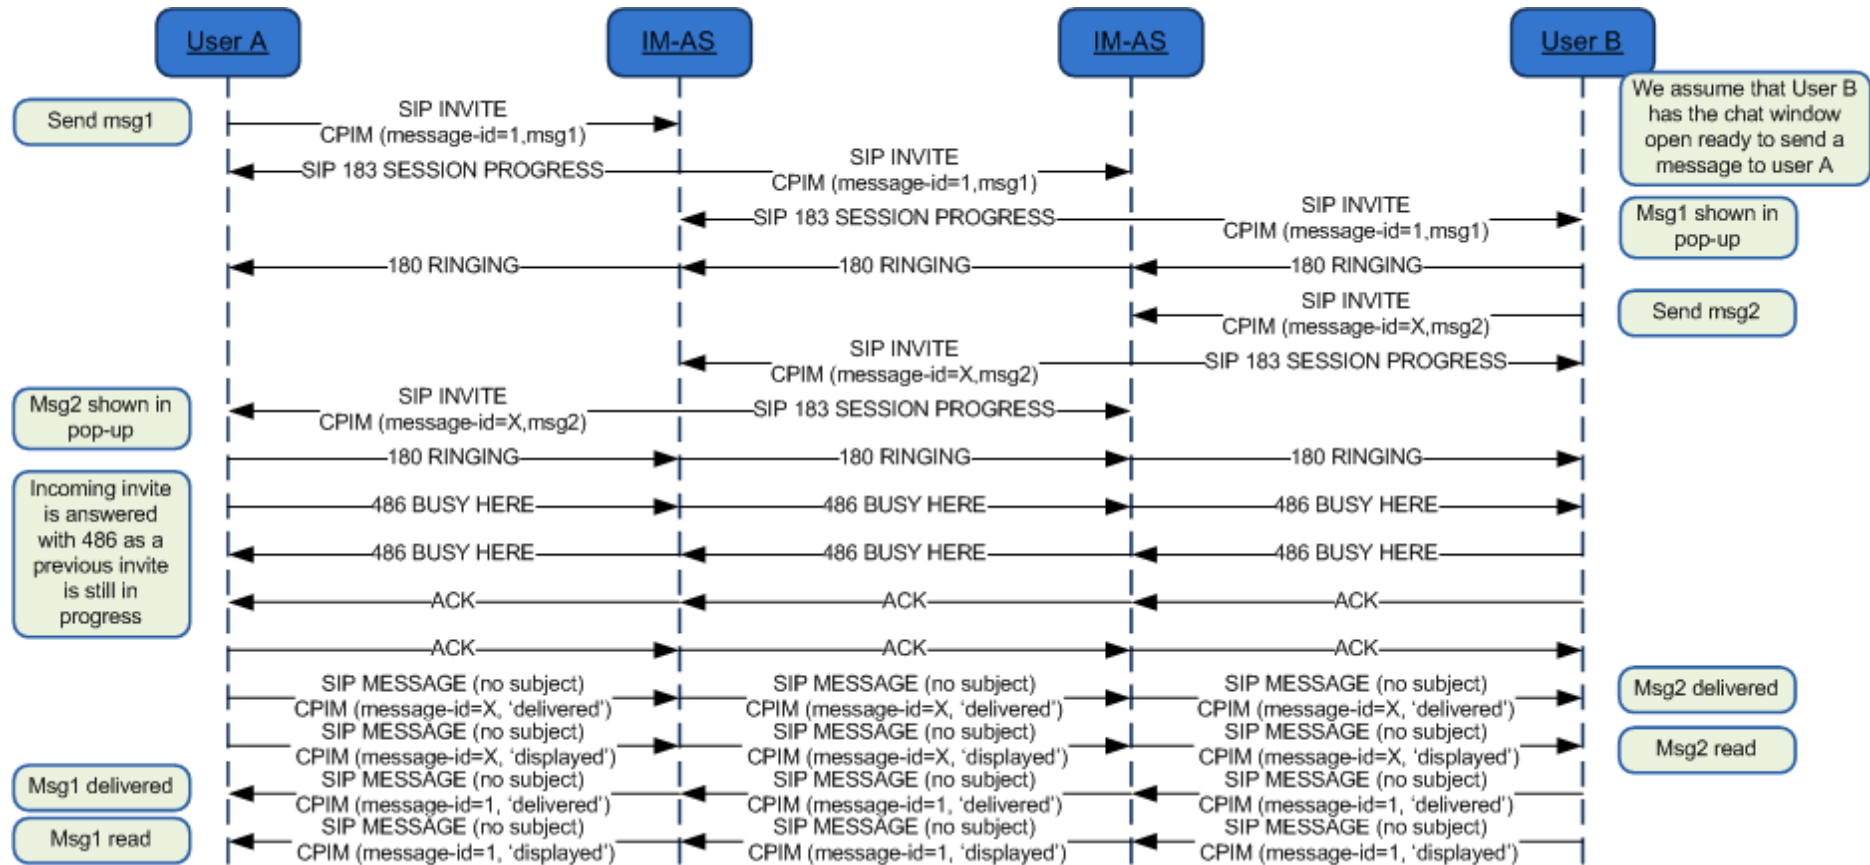 User A
IM-AS
IM-AS
User B
We assume that User B
has the chat window
open ready to send a
message to user A
Send msg1
SIP INVITE
CPIM (message-id=1,msg1)
SIP 183 SESSION PROGRESS
SIP INVITE
CPIM (message-id=1,msg1)
SIP 183 SESSION PROGRESS
SIP INVITE
CPIM (message-id=1,msg1)
Msg1 shown in
pop-up
180 RINGING
180 RINGING
180 RINGING
SIP INVITE
CPIM (message-id=X,msg2)
Send msg2
SIP INVITE
CPIM (message-id=X,msg2)
SIP 183 SESSION PROGRESS
Msg2 shown in
pop-up
SIP INVITE
CPIM (message-id=X,msg2)
SIP 183 SESSION PROGRESS
180 RINGING
180 RINGING
180 RINGING
Incoming invite
is answered
with 486 as a
previous invite
is still in
progress
486 BUSY HERE
486 BUSY HERE
486 BUSY HERE
486 BUSY HERE
486 BUSY HERE
486 BUSY HERE
ACK
ACK
ACK
ACK
ACK
ACK
SIP MESSAGE (no subject)
CPIM (message-id=X, ‘delivered’)
SIP MESSAGE (no subject)
CPIM (message-id=X, ‘delivered’)
SIP MESSAGE (no subject)
CPIM (message-id=X, ‘delivered’)
Msg2 delivered
SIP MESSAGE (no subject)
CPIM (message-id=X, ‘displayed’)
SIP MESSAGE (no subject)
CPIM (message-id=X, ‘displayed’)
SIP MESSAGE (no subject)
CPIM (message-id=X, ‘displayed’)
Msg2 read
Msg1 delivered
SIP MESSAGE (no subject)
CPIM (message-id=1, ‘delivered’)
SIP MESSAGE (no subject)
CPIM (message-id=1, ‘delivered’)
SIP MESSAGE (no subject)
CPIM (message-id=1, ‘delivered’)
Msg1 read
SIP MESSAGE (no subject)
CPIM (message-id=1, ‘displayed’)
SIP MESSAGE (no subject)
CPIM (message-id=1, ‘displayed’)
SIP MESSAGE (no subject)
CPIM (message-id=1, ‘displayed’)